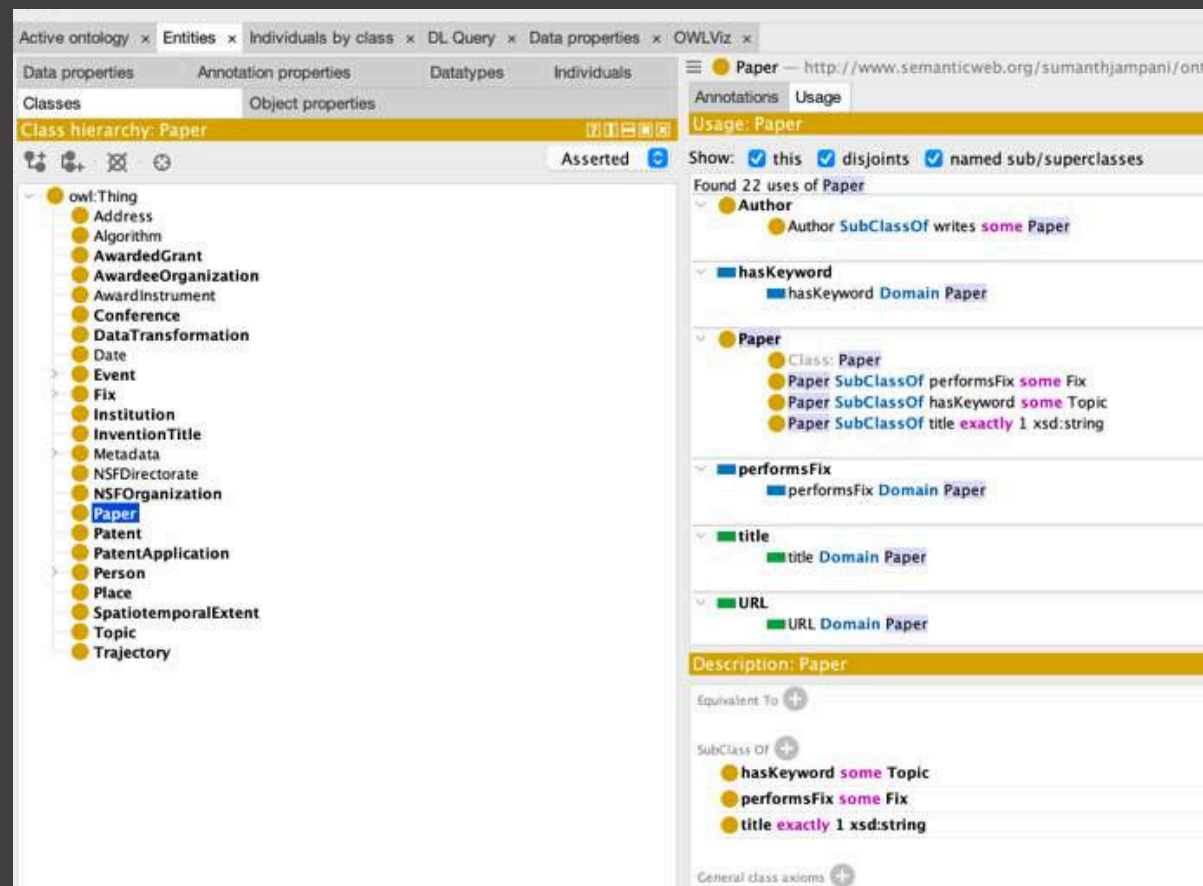 Active ontology × Entities × Individuals by class × DL Query × Data properties × OWLViz ×
Data properties Annotation properties Datatypes Individuals
Classes Object properties
Class hierarchy: Paper
Asserted
owl:Thing
Address
Algorithm
AwardedGrant
AwardeeOrganization
AwardInstrument
Conference
DataTransformation
Date
Event
Fix
Institution
InventionTitle
Metadata
NSFDirectorate
NSFOrganization
Paper
Patent
PatentApplication
Person
Place
SpatiotemporalExtent
Topic
Trajectory
Paper — http://www.semanticweb.org/sumanthjampani/ont
Annotations Usage
Usage: Paper
Show: this disjoints named sub/superclasses
Found 22 uses of Paper
Author
Author SubClassOf writes some Paper
hasKeyword
hasKeyword Domain Paper
Paper
Class: Paper
Paper SubClassOf performsFix some Fix
Paper SubClassOf hasKeyword some Topic
Paper SubClassOf title exactly 1 xsd:string
performsFix
performsFix Domain Paper
title
title Domain Paper
URL
URL Domain Paper
Description: Paper
Equivalent To
SubClass Of
hasKeyword some Topic
performsFix some Fix
title exactly 1 xsd:string
General class axioms